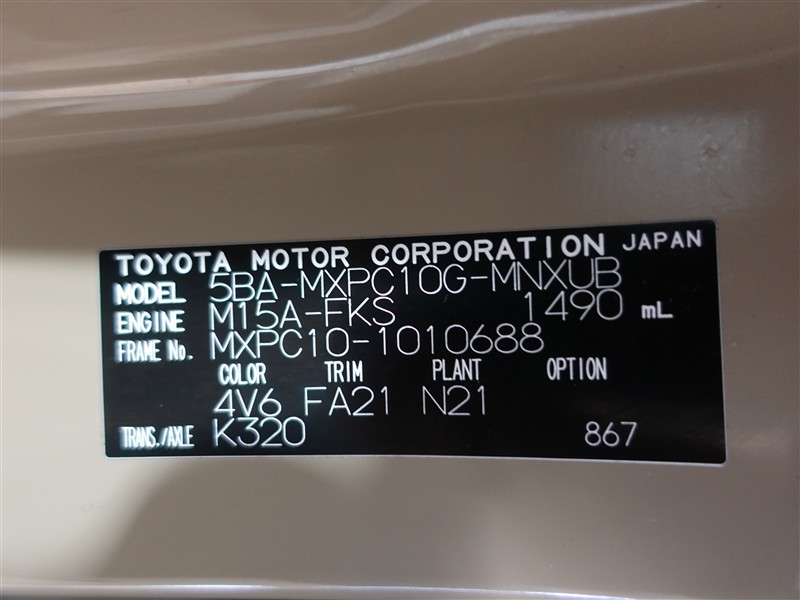 TOYOTA MOTOR CORPORATION JAPAN
MODEL 5BA-MXPC10G-MNXUB
ENGINE M15A-FKS 1490 mL
FRAME No. MXPC10-1010688
COLOR TRIM PLANT OPTION
4V6 FA21 N21
TRANS./AXLE K320 867